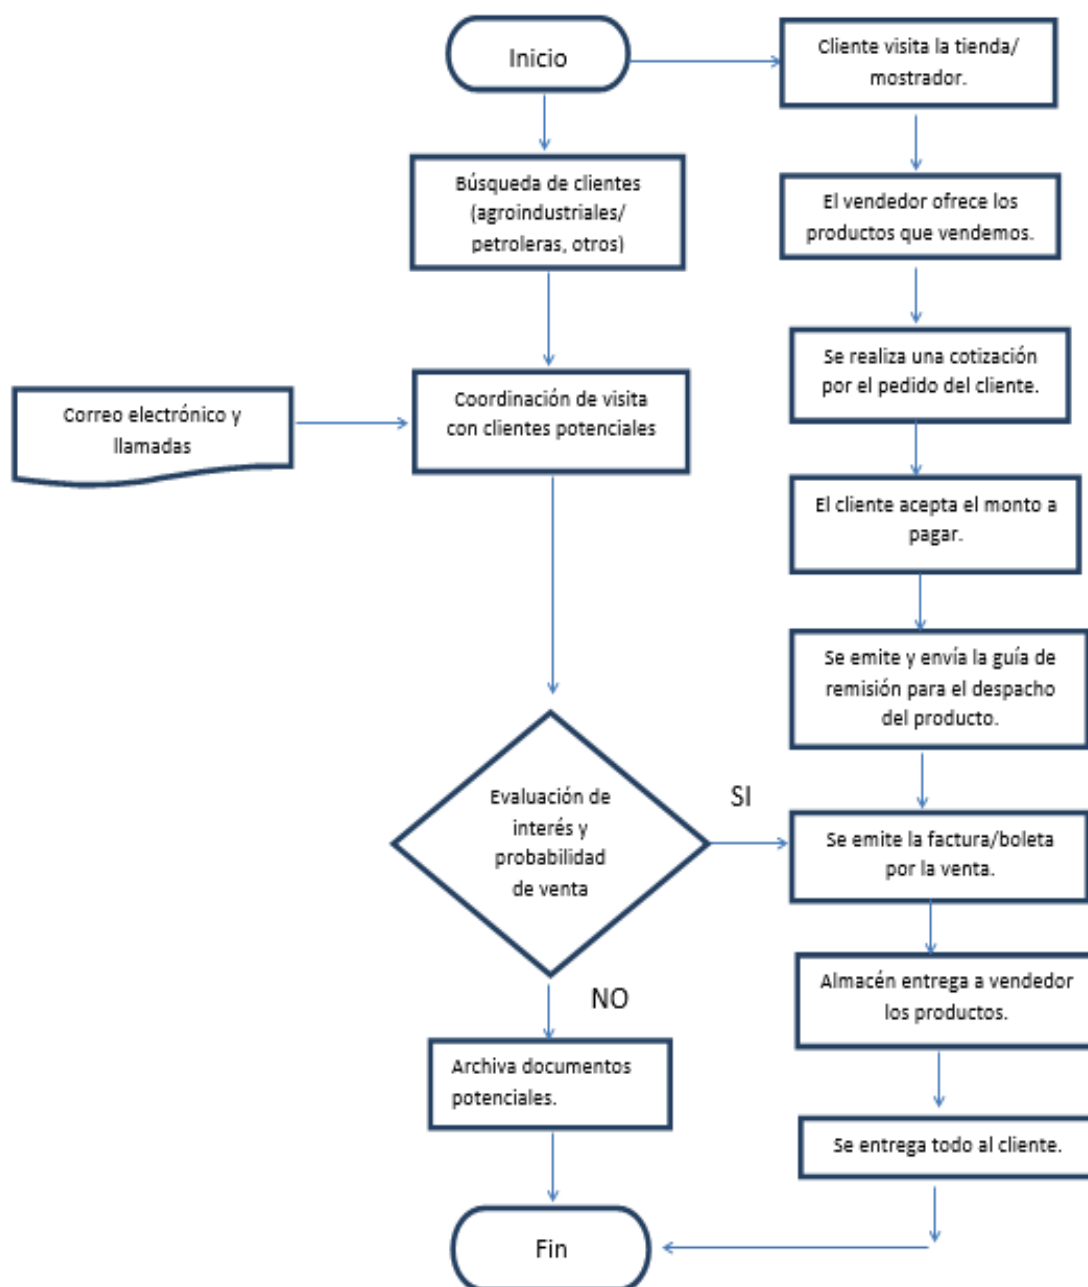 Inicio
Cliente visita la tienda/
mostrador.
Búsqueda de clientes
(agroindustriales/
petroleras, otros)
El vendedor ofrece los
productos que vendemos.
Se realiza una cotización
por el pedido del cliente.
Correo electrónico y
llamadas
Coordinación de visita
con clientes potenciales
El cliente acepta el monto a
pagar.
Se emite y envía la guía de
remisión para el despacho
del producto.
Evaluación de
interés y
probabilidad
de venta
SI
Se emite la factura/boleta
por la venta.
NO
Almacén entrega a vendedor
los productos.
Archiva documentos
potenciales.
Se entrega todo al cliente.
Fin